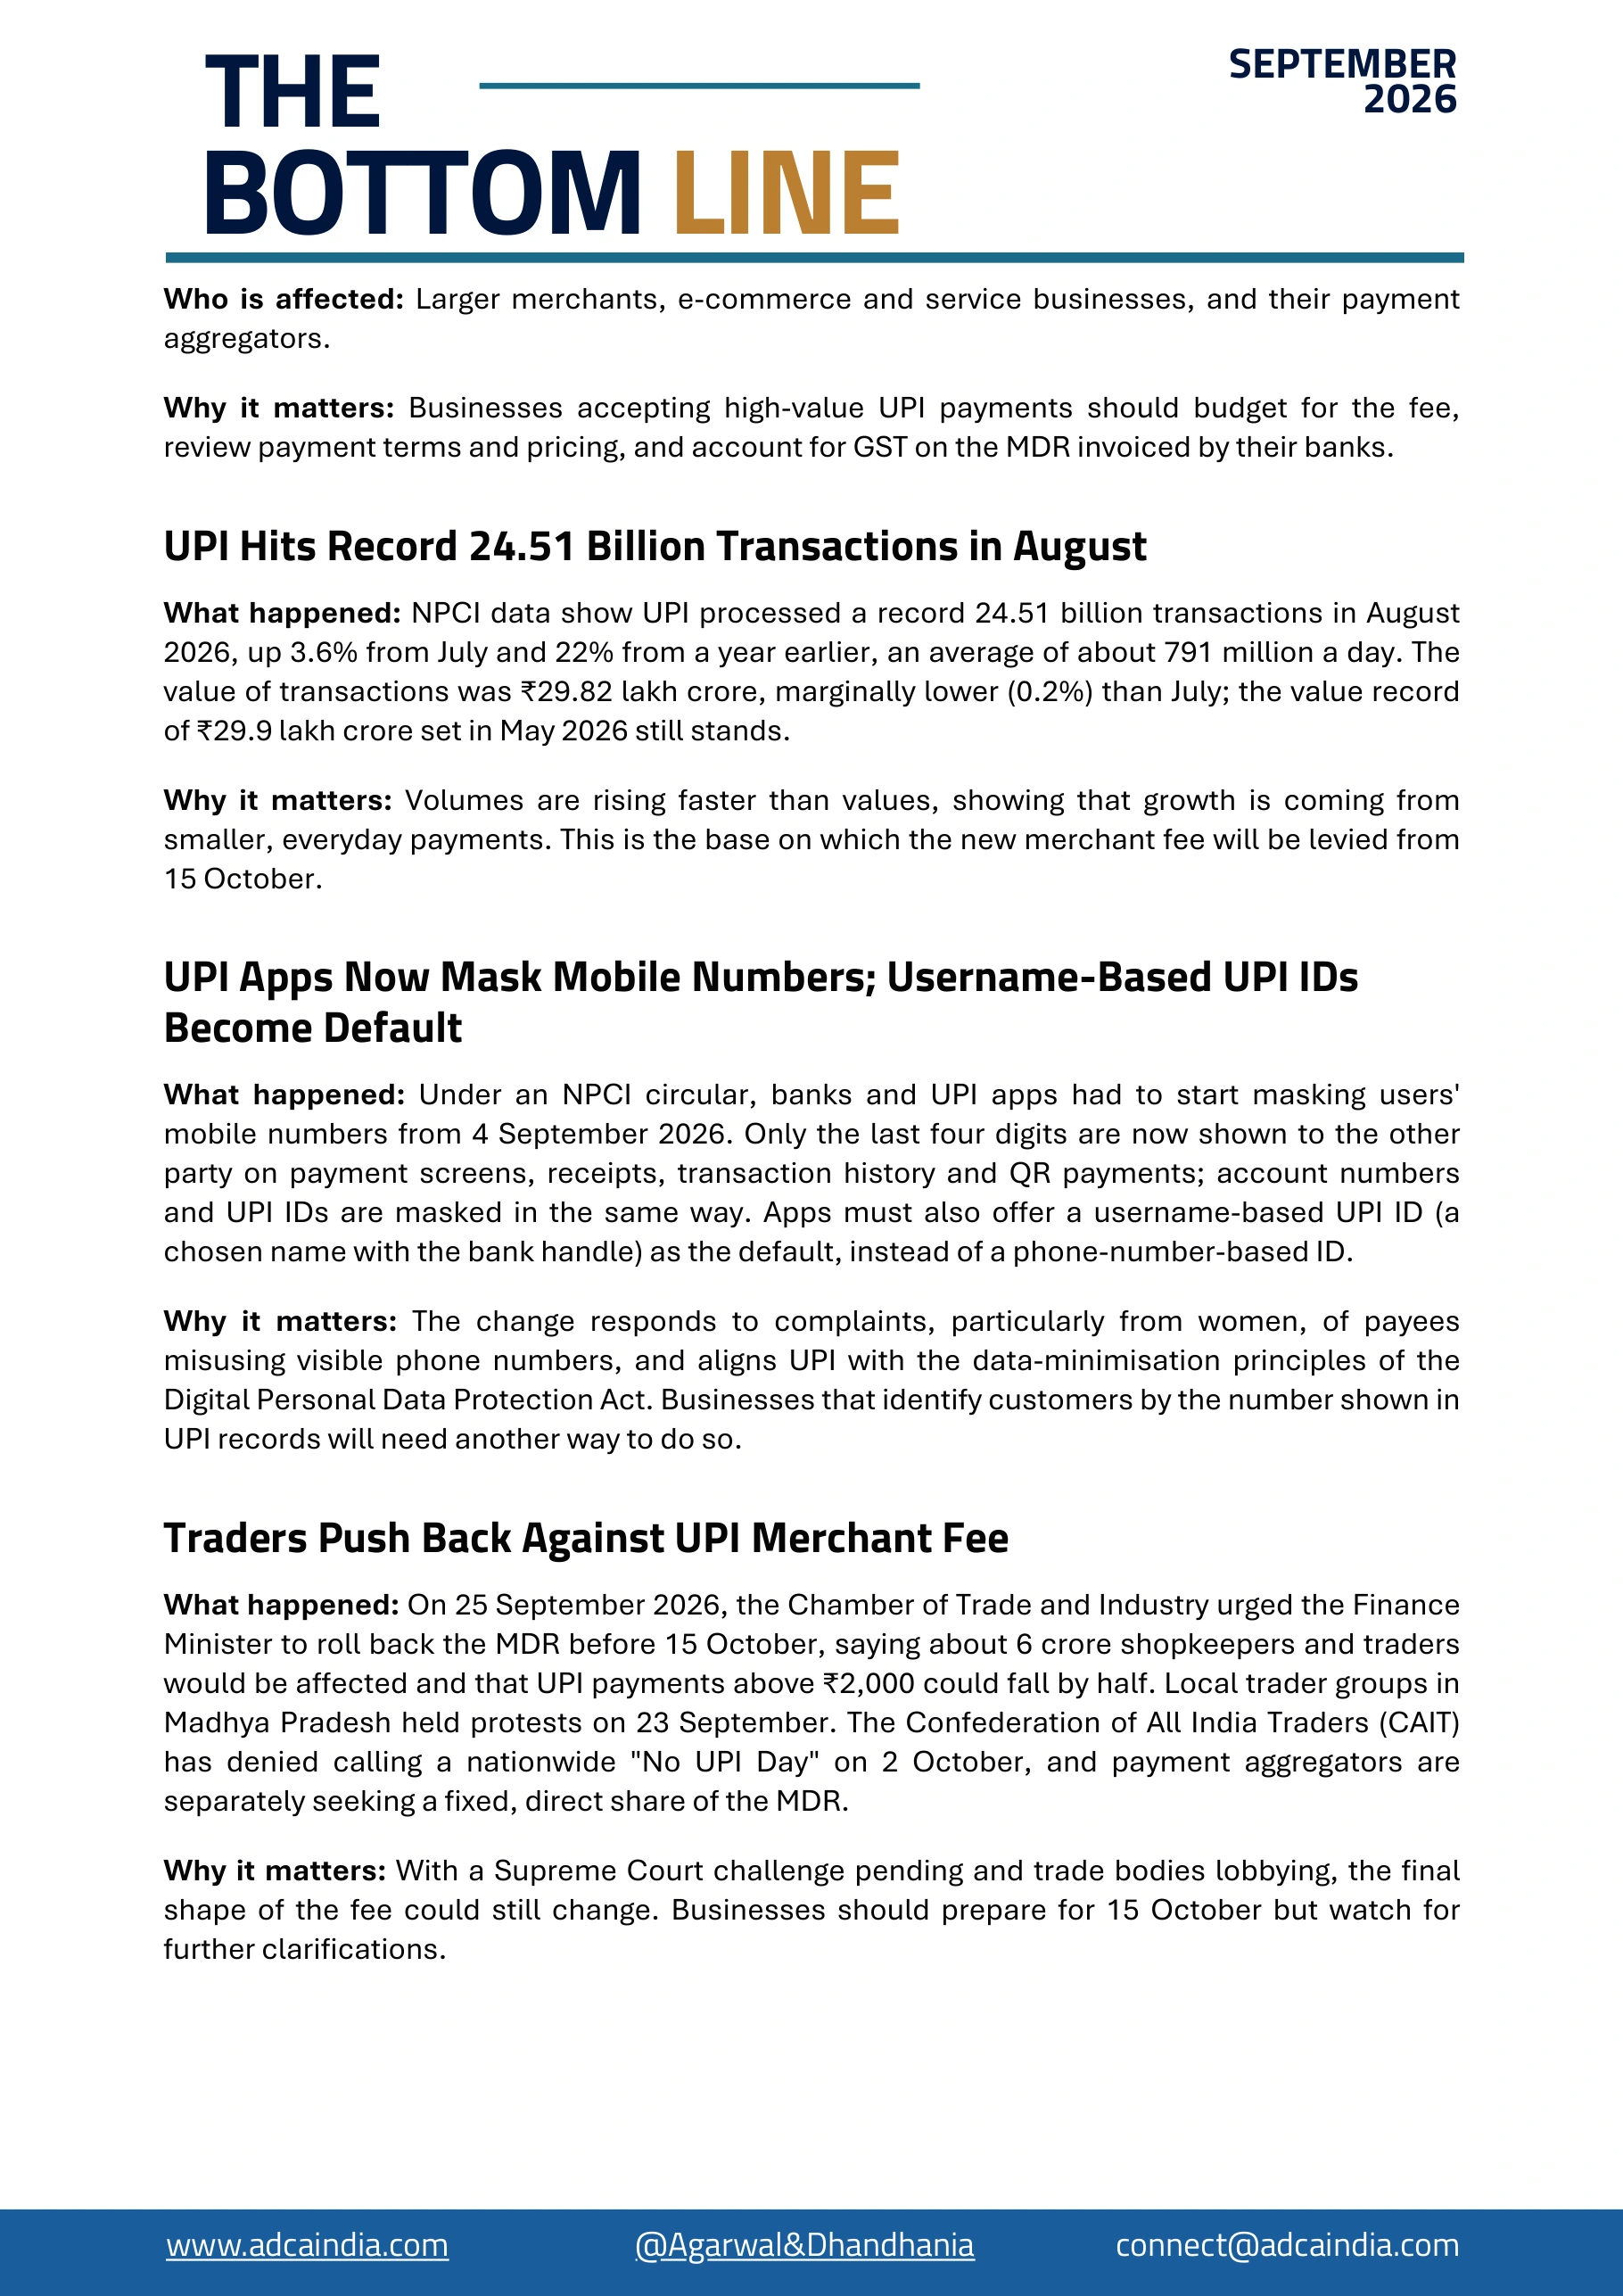 THE
BOTTOM LINE
SEPTEMBER
2026
Who is affected: Larger merchants, e-commerce and service businesses, and their payment
aggregators.
Why it matters: Businesses accepting high-value UPI payments should budget for the fee,
review payment terms and pricing, and account for GST on the MDR invoiced by their banks.
UPI Hits Record 24.51 Billion Transactions in August
What happened: NPCI data show UPI processed a record 24.51 billion transactions in August
2026, up 3.6% from July and 22% from a year earlier, an average of about 791 million a day. The
value of transactions was ₹29.82 lakh crore, marginally lower (0.2%) than July; the value record
of ₹29.9 lakh crore set in May 2026 still stands.
Why it matters: Volumes are rising faster than values, showing that growth is coming from
smaller, everyday payments. This is the base on which the new merchant fee will be levied from
15 October.
UPI Apps Now Mask Mobile Numbers; Username-Based UPI IDs
Become Default
What happened: Under an NPCI circular, banks and UPI apps had to start masking users'
mobile numbers from 4 September 2026. Only the last four digits are now shown to the other
party on payment screens, receipts, transaction history and QR payments; account numbers
and UPI IDs are masked in the same way. Apps must also offer a username-based UPI ID (a
chosen name with the bank handle) as the default, instead of a phone-number-based ID.
Why it matters: The change responds to complaints, particularly from women, of payees
misusing visible phone numbers, and aligns UPI with the data-minimisation principles of the
Digital Personal Data Protection Act. Businesses that identify customers by the number shown in
UPI records will need another way to do so.
Traders Push Back Against UPI Merchant Fee
What happened: On 25 September 2026, the Chamber of Trade and Industry urged the Finance
Minister to roll back the MDR before 15 October, saying about 6 crore shopkeepers and traders
would be affected and that UPI payments above ₹2,000 could fall by half. Local trader groups in
Madhya Pradesh held protests on 23 September. The Confederation of All India Traders (CAIT)
has denied calling a nationwide "No UPI Day" on 2 October, and payment aggregators are
separately seeking a fixed, direct share of the MDR.
Why it matters: With a Supreme Court challenge pending and trade bodies lobbying, the final
shape of the fee could still change. Businesses should prepare for 15 October but watch for
further clarifications.
www.adcaindia.com
@Agarwal&Dhandhania
connect@adcaindia.com